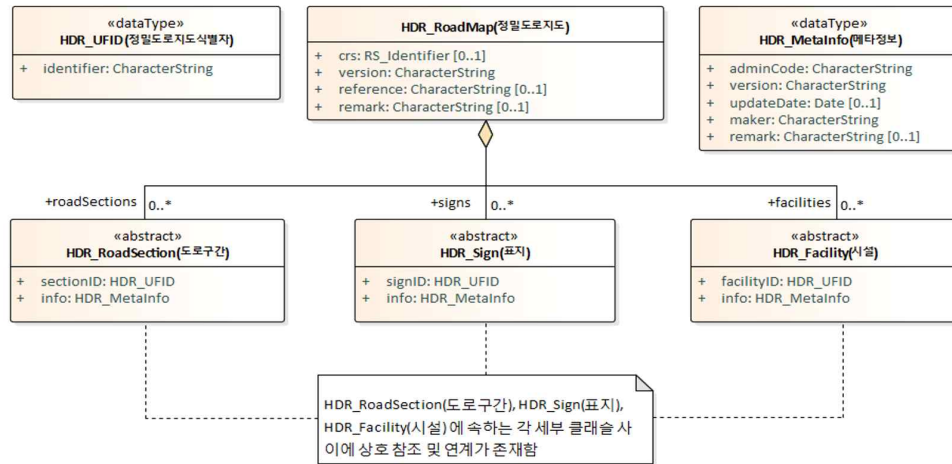 «dataType»
HDR_UFID(정밀도로지도식별자)
+ identifier: CharacterString
HDR_RoadMap(정밀도로지도)
+ crs: RS_Identifier [0..1]
+ version: CharacterString
+ reference: CharacterString [0..1]
+ remark: CharacterString [0..1]
«dataType»
HDR_MetaInfo(메타정보)
+ adminCode: CharacterString
+ version: CharacterString
+ updateDate: Date [0..1]
+ maker: CharacterString
+ remark: CharacterString [0..1]
+roadSections 0..*
+signs 0..*
+facilities 0..*
«abstract»
HDR_RoadSection(도로구간)
+ sectionID: HDR_UFID
+ info: HDR_MetaInfo
«abstract»
HDR_Sign(표지)
+ signID: HDR_UFID
+ info: HDR_MetaInfo
«abstract»
HDR_Facility(시설)
+ facilityID: HDR_UFID
+ info: HDR_MetaInfo
HDR_RoadSection(도로구간), HDR_Sign(표지),
HDR_Facility(시설)에 속하는 각 세부 클래슬 사
이에 상호 참조 및 연계가 존재함